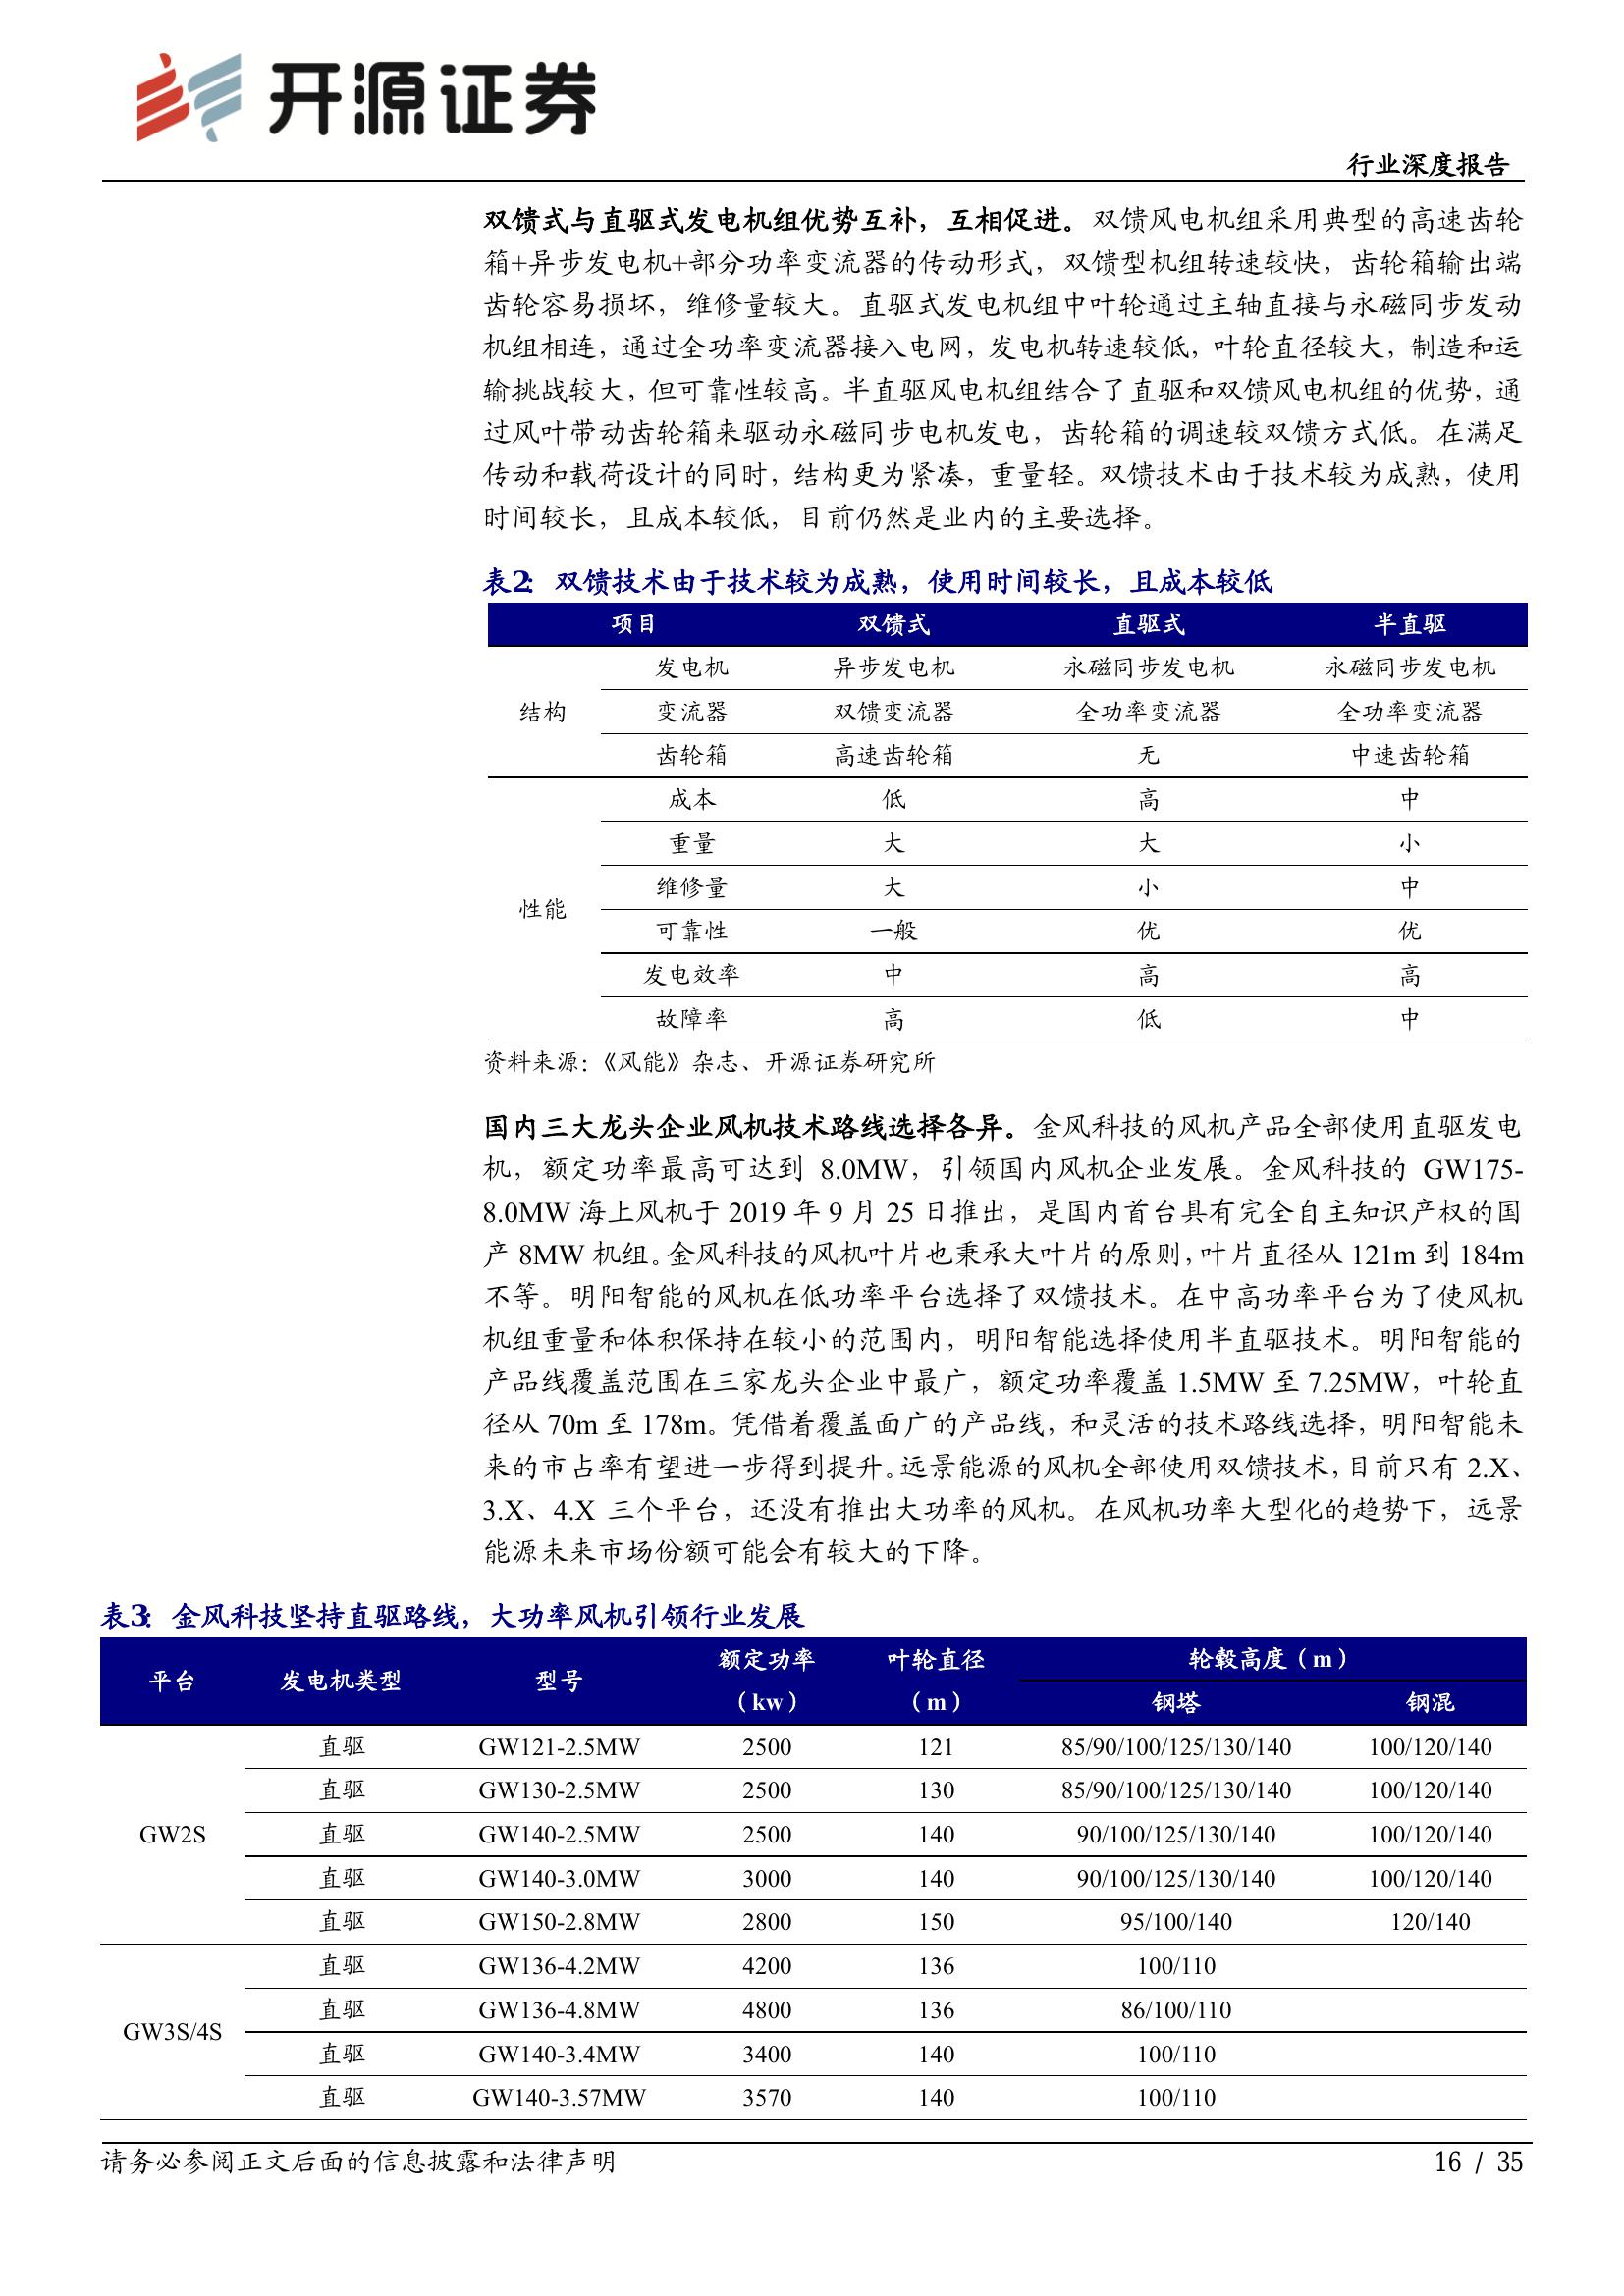 开源证券
行业深度报告
双馈式与直驱式发电机组优势互补，互相促进。双馈风电机组采用典型的高速齿轮
箱+异步发电机+部分功率变流器的传动形式，双馈型机组转速较快，齿轮箱输出端
齿轮容易损坏，维修量较大。直驱式发电机组中叶轮通过主轴直接与永磁同步发动
机组相连，通过全功率变流器接入电网，发电机转速较低，叶轮直径较大，制造和运
输挑战较大，但可靠性较高。半直驱风电机组结合了直驱和双馈风电机组的优势，通
过风叶带动齿轮箱来驱动永磁同步电机发电，齿轮箱的调速较双馈方式低。在满足
传动和载荷设计的同时，结构更为紧凑，重量轻。双馈技术由于技术较为成熟，使用
时间较长，且成本较低，目前仍然是业内的主要选择。
表2：双馈技术由于技术较为成熟，使用时间较长，且成本较低
项目 双馈式 直驱式 半直驱
发电机 异步发电机 永磁同步发电机 永磁同步发电机
结构 变流器 双馈变流器 全功率变流器 全功率变流器
齿轮箱 高速齿轮箱 无 中速齿轮箱
成本 低 高 中
重量 大 大 小
维修量 大 小 中
性能
可靠性 一般 优 优
发电效率 中 高 高
故障率 高 低 中
资料来源：《风能》杂志、开源证券研究所
国内三大龙头企业风机技术路线选择各异。金风科技的风机产品全部使用直驱发电
机，额定功率最高可达到 8.0MW，引领国内风机企业发展。金风科技的 GW175-
8.0MW 海上风机于 2019 年 9 月 25 日推出，是国内首台具有完全自主知识产权的国
产 8MW 机组。金风科技的风机叶片也秉承大叶片的原则，叶片直径从 121m 到 184m
不等。明阳智能的风机在低功率平台选择了双馈技术。在中高功率平台为了使风机
机组重量和体积保持在较小的范围内，明阳智能选择使用半直驱技术。明阳智能的
产品线覆盖范围在三家龙头企业中最广，额定功率覆盖 1.5MW 至 7.25MW，叶轮直
径从 70m 至 178m。凭借着覆盖面广的产品线，和灵活的技术路线选择，明阳智能未
来的市占率有望进一步得到提升。远景能源的风机全部使用双馈技术，目前只有 2.X、
3.X、4.X 三个平台，还没有推出大功率的风机。在风机功率大型化的趋势下，远景
能源未来市场份额可能会有较大的下降。
表3：金风科技坚持直驱路线，大功率风机引领行业发展
平台 发电机类型 型号 额定功率（kw） 叶轮直径（m） 轮毂高度（m）
钢塔 钢混
直驱 GW121-2.5MW 2500 121 85/90/100/125/130/140 100/120/140
直驱 GW130-2.5MW 2500 130 85/90/100/125/130/140 100/120/140
GW2S 直驱 GW140-2.5MW 2500 140 90/100/125/130/140 100/120/140
直驱 GW140-3.0MW 3000 140 90/100/125/130/140 100/120/140
直驱 GW150-2.8MW 2800 150 95/100/140 120/140
直驱 GW136-4.2MW 4200 136 100/110
直驱 GW136-4.8MW 4800 136 86/100/110
GW3S/4S
直驱 GW140-3.4MW 3400 140 100/110
直驱 GW140-3.57MW 3570 140 100/110
请务必参阅正文后面的信息披露和法律声明 16 / 35